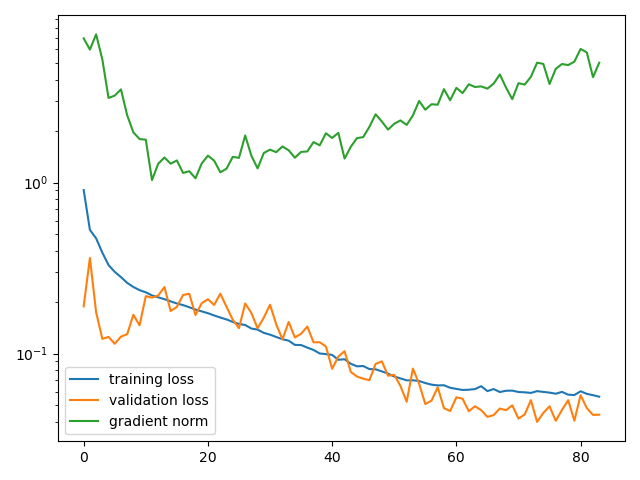 10⁰
10⁻¹
training loss
validation loss
gradient norm
0 20 40 60 80